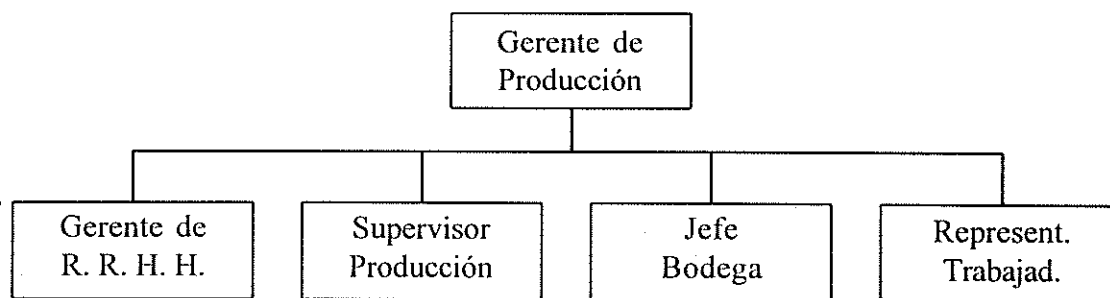 Gerente de
Producción
Gerente de
R. R. H. H.
Supervisor
Producción
Jefe
Bodega
Represent.
Trabajad.